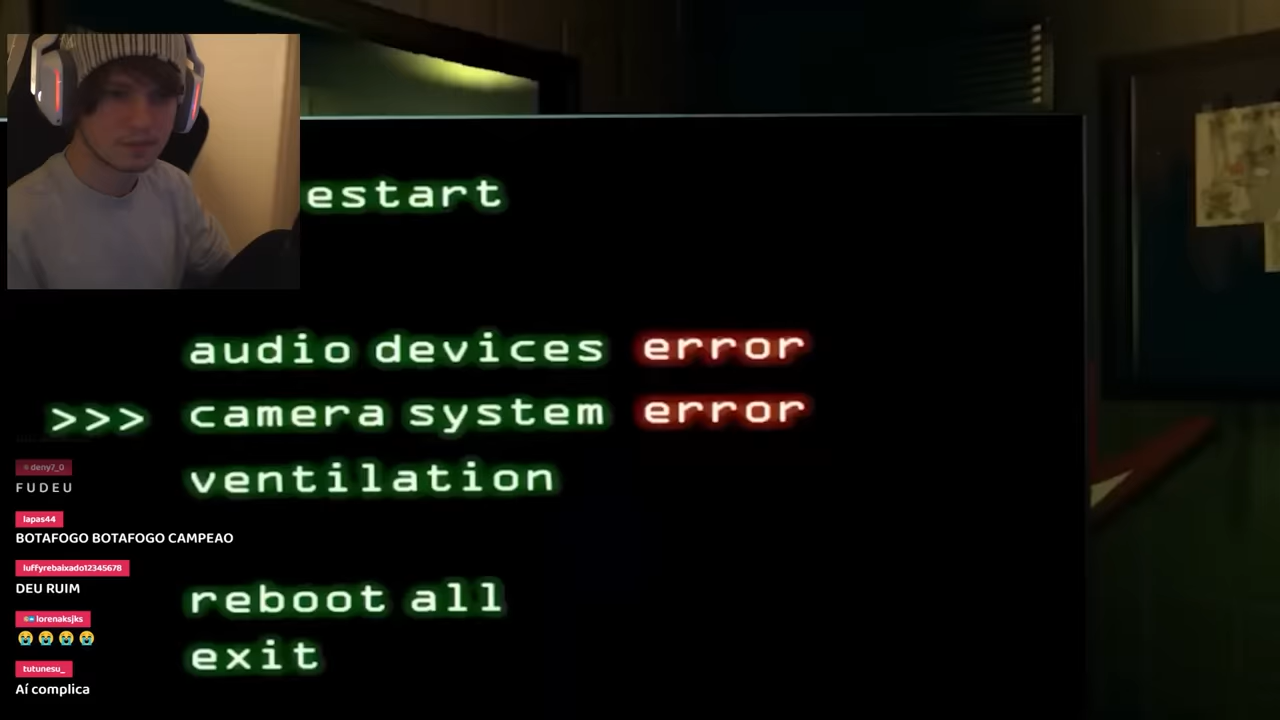 estart
audio devices error
>>> camera system error
ventilation
reboot all
exit
deny7_0
F U D E U
lapas44
BOTAFOGO BOTAFOGO CAMPEAO
luffyrebaixado12345678
DEU RUIM
lorenaksjks
😭 😭 😭 😭
tutunesu_
Aí complica